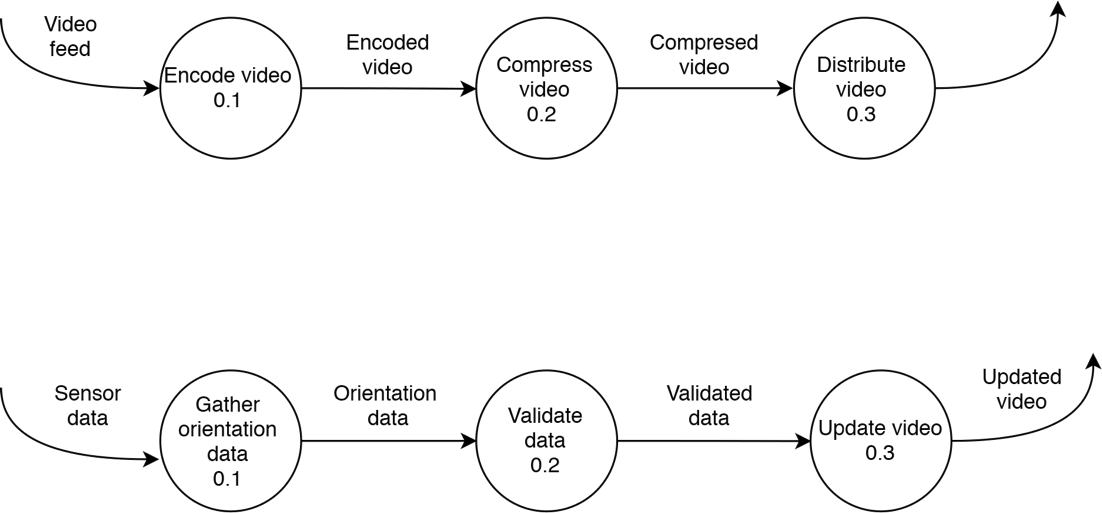 Video
feed
Encode video
0.1
Encoded
video
Compress
video
0.2
Compresed
video
Distribute
video
0.3
Sensor
data
Gather
orientation
data
0.1
Orientation
data
Validate
data
0.2
Validated
data
Update video
0.3
Updated
video